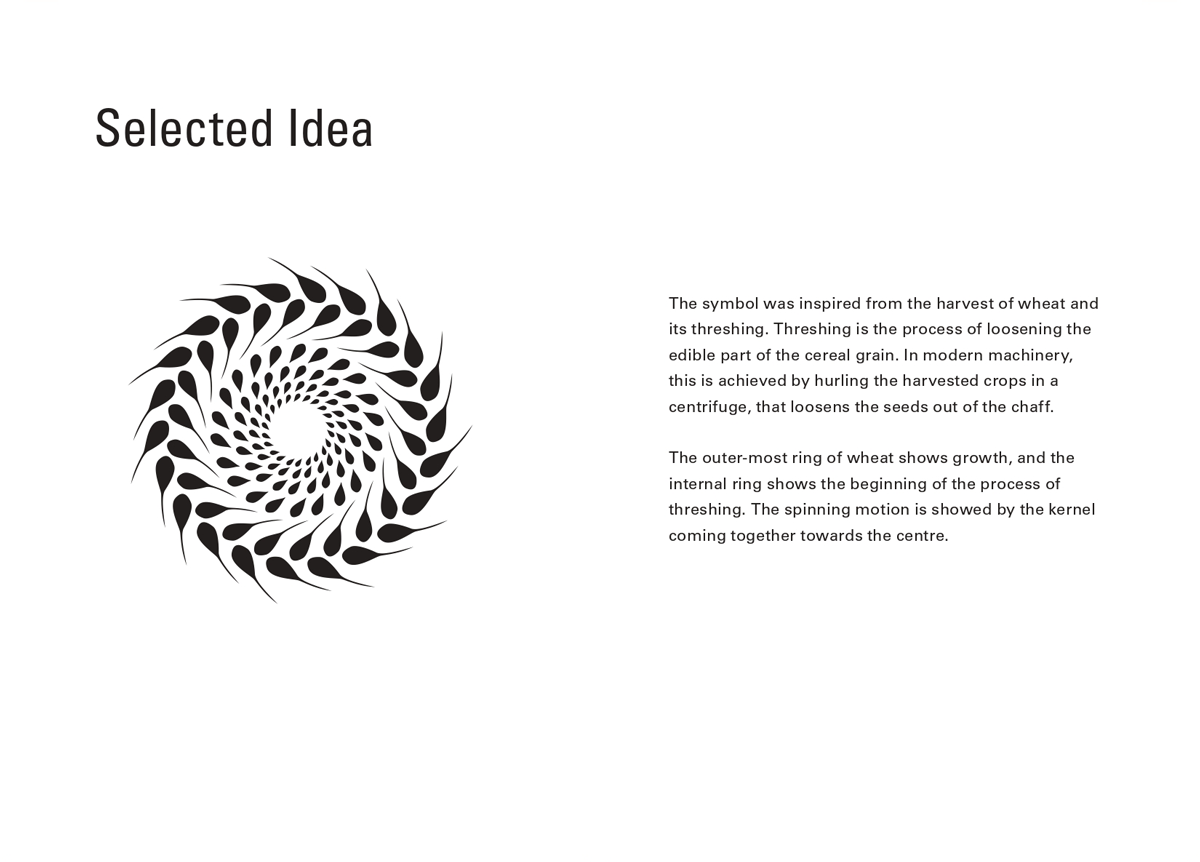 Selected Idea
The symbol was inspired from the harvest of wheat and
its threshing. Threshing is the process of loosening the
edible part of the cereal grain. In modern machinery,
this is achieved by hurling the harvested crops in a
centrifuge, that loosens the seeds out of the chaff.
The outer-most ring of wheat shows growth, and the
internal ring shows the beginning of the process of
threshing. The spinning motion is showed by the kernel
coming together towards the centre.